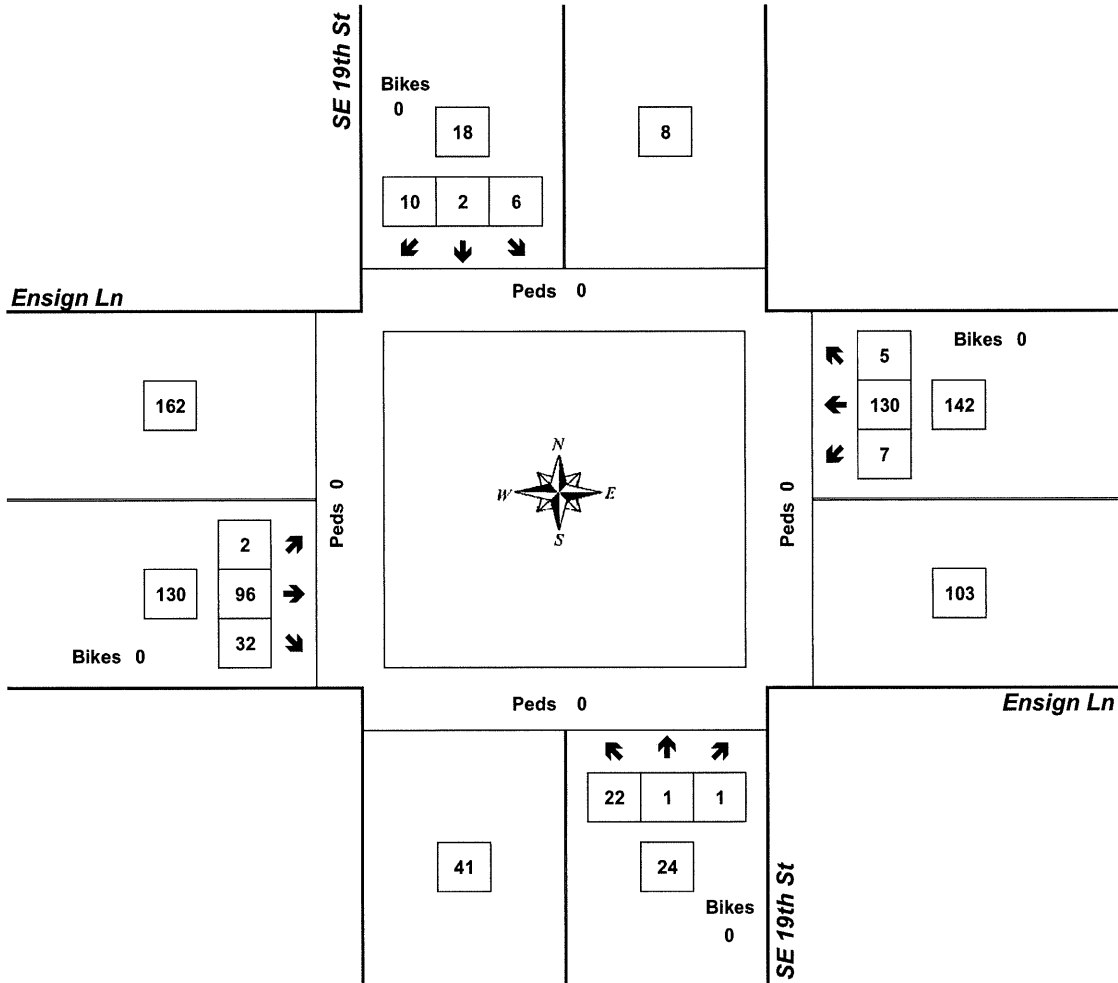 SE 19th St
Bikes
0
18
8
10 2 6
Peds 0
Ensign Ln
Bikes 0
5
162
130 142
7
N
W E
S
Peds 0
Peds 0
2
130 96
103
32
Bikes 0
Peds 0
Ensign Ln
22 1 1
41
24
Bikes
0
SE 19th St